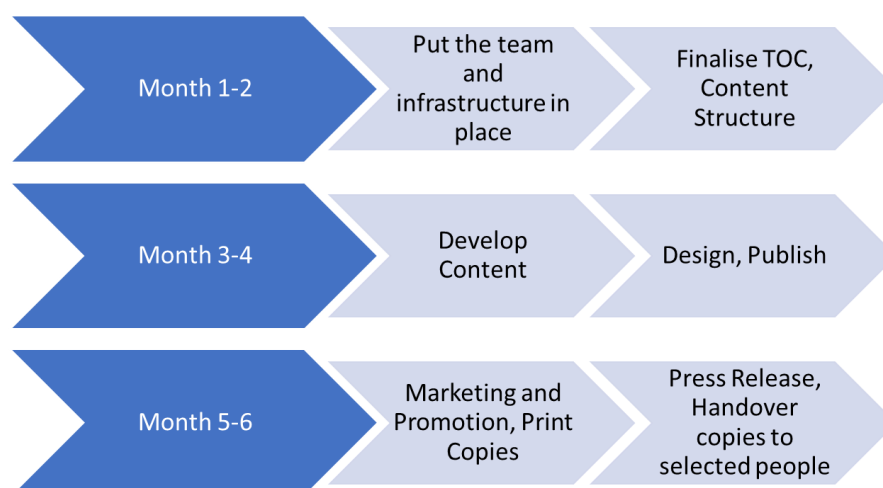 Month 1-2
Put the team
and
infrastructure in
place
Finalise TOC,
Content
Structure
Month 3-4
Develop
Content
Design, Publish
Month 5-6
Marketing and
Promotion, Print
Copies
Press Release,
Handover
copies to
selected people